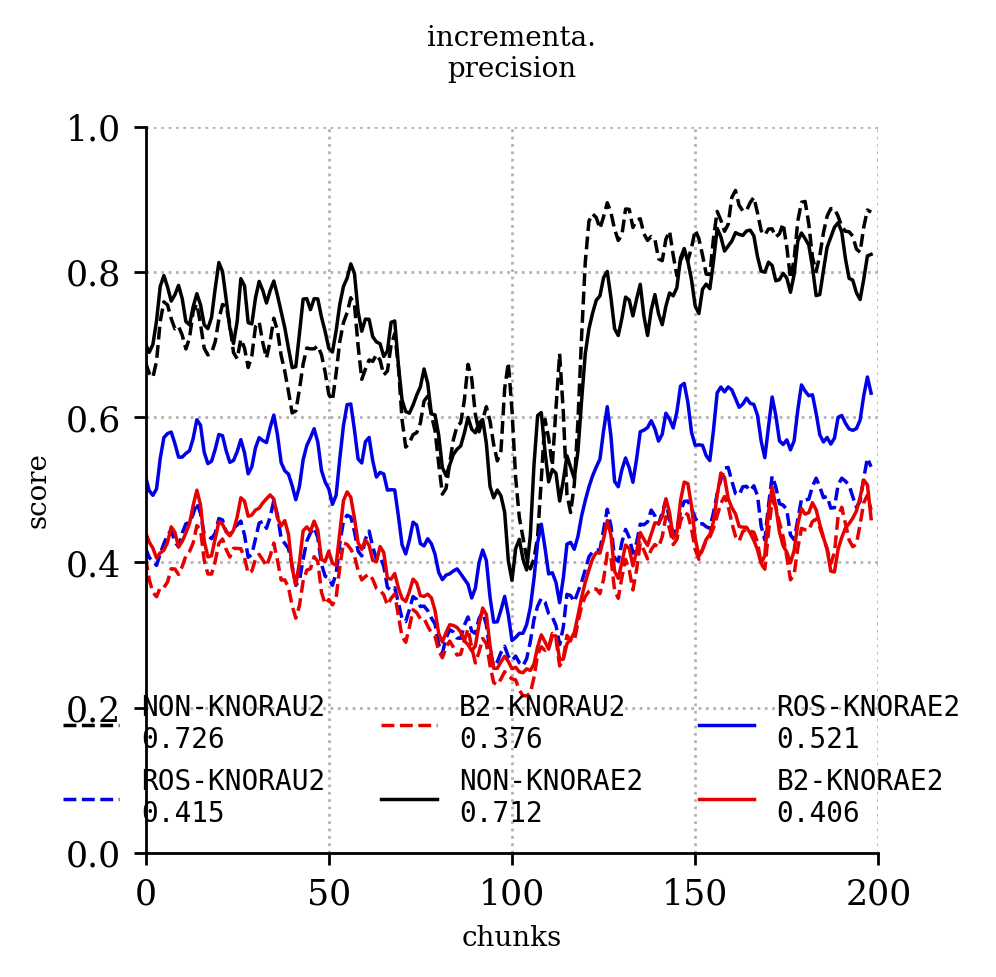 incrementa.
precision
score
1.0
0.8
0.6
0.4
0.2
0.0
0 50 100 150 200
chunks
NON-KNORAU2 B2-KNORAU2 ROS-KNORAE2
0.726 0.376 0.521
ROS-KNORAU2 NON-KNORAE2 B2-KNORAE2
0.415 0.712 0.406